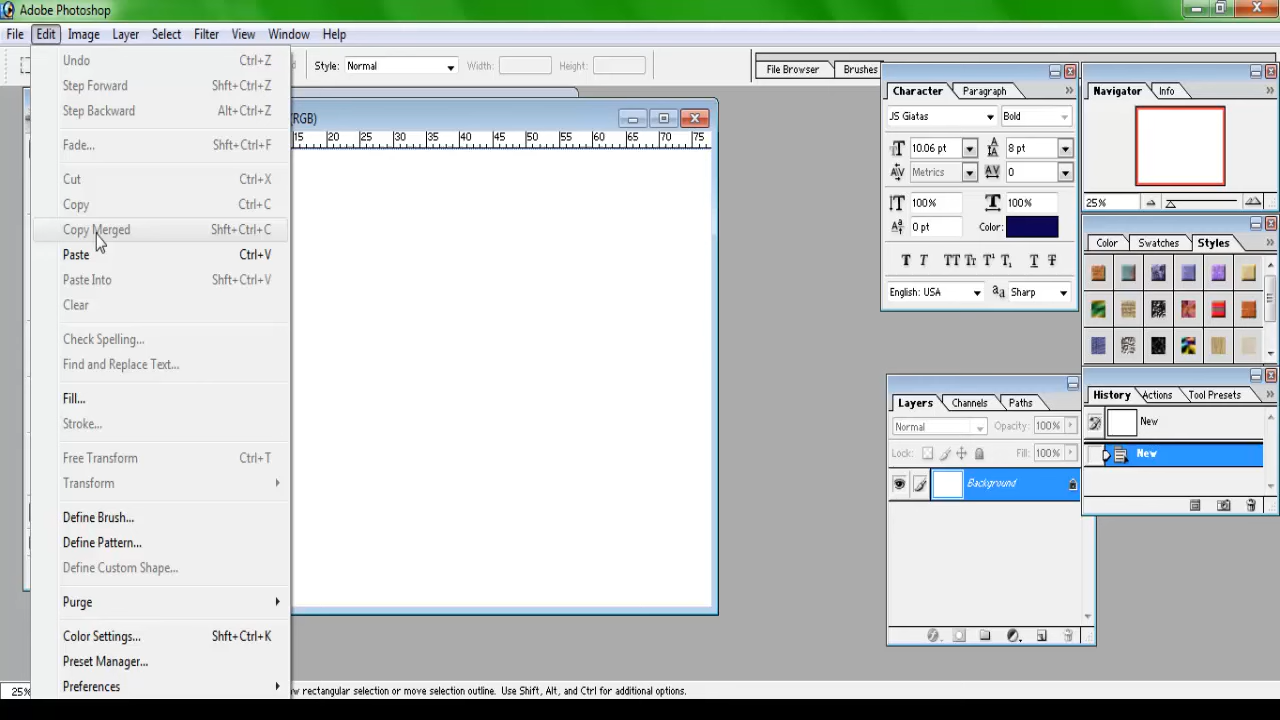 Adobe Photoshop
File Edit Image Layer Select Filter View Window Help
Style: Normal Width: Height: File Browser Brushes
Undo Ctrl+Z
Step Forward Shft+Ctrl+Z
Step Backward Alt+Ctrl+Z
Fade... Shft+Ctrl+F
Cut Ctrl+X
Copy Ctrl+C
Copy Merged Shft+Ctrl+C
Paste Ctrl+V
Paste Into Shft+Ctrl+V
Clear
Check Spelling...
Find and Replace Text...
Fill...
Stroke...
Free Transform Ctrl+T
Transform
Define Brush...
Define Pattern...
Define Custom Shape...
Purge
Color Settings... Shft+Ctrl+K
Preset Manager...
Preferences
RGB)
15 20 25 30 35 40 45 50 55 60 65 70 75
Character Paragraph
JS Giatas Bold
10.06 pt 8 pt
Metrics 0
100% 100%
0 pt Color:
T T TT Tr T¹ T₁ T T
English: USA aa Sharp
Navigator Info
25%
Color Swatches Styles
Layers Channels Paths
Normal Opacity: 100%
Lock: Fill: 100%
Background
History Actions Tool Presets
New
New
25% rectangular selection or move selection outline. Use Shift, Alt, and Ctrl for additional options.